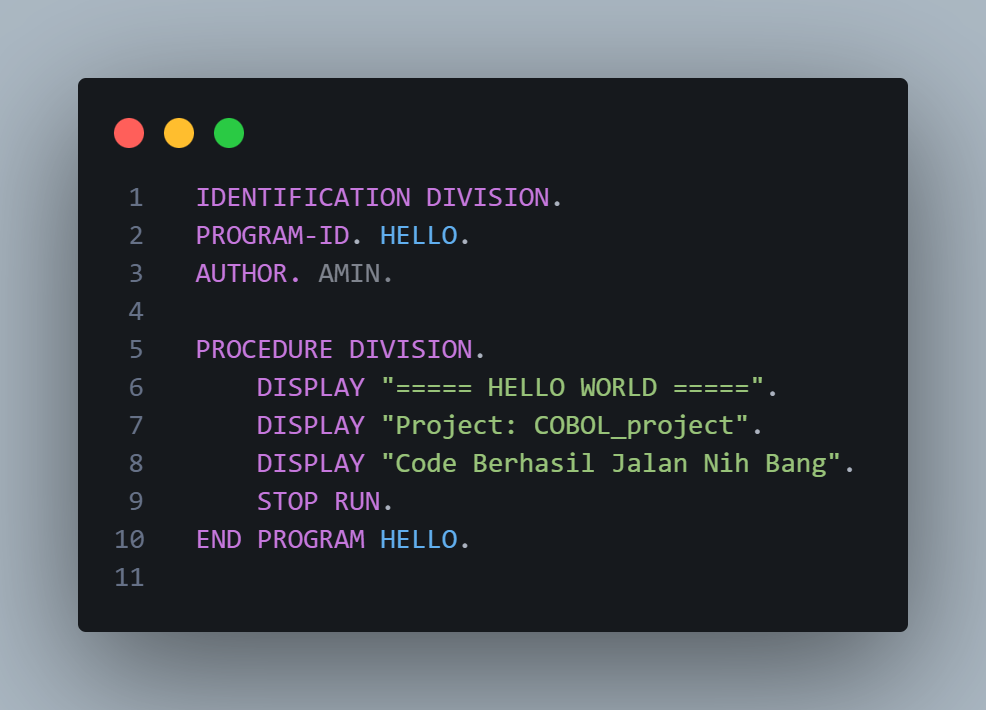 1 IDENTIFICATION DIVISION.
2 PROGRAM-ID. HELLO.
3 AUTHOR. AMIN.
4
5 PROCEDURE DIVISION.
6 DISPLAY "===== HELLO WORLD =====".
7 DISPLAY "Project: COBOL_project".
8 DISPLAY "Code Berhasil Jalan Nih Bang".
9 STOP RUN.
10 END PROGRAM HELLO.
11